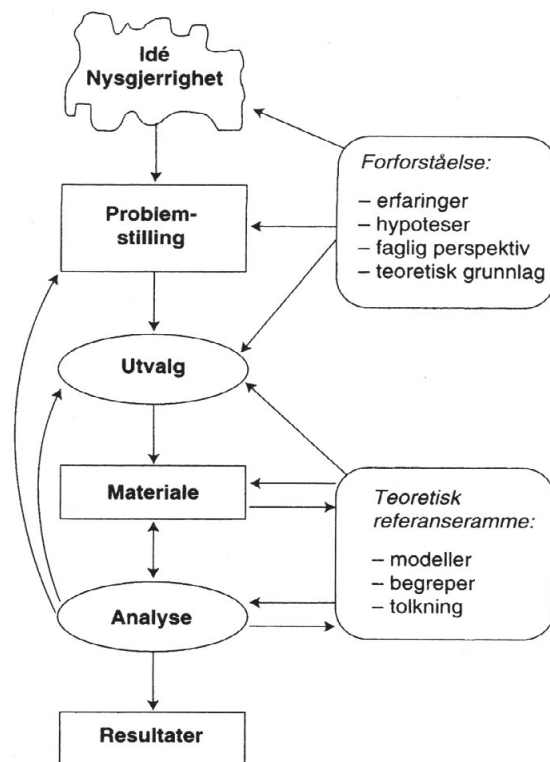 Idé
Nysgjerrighet
Forforståelse:
– erfaringer
– hypoteser
– faglig perspektiv
– teoretisk grunnlag
Problem-
stilling
Utvalg
Materiale
Teoretisk
referanseramme:
– modeller
– begreper
– tolkning
Analyse
Resultater